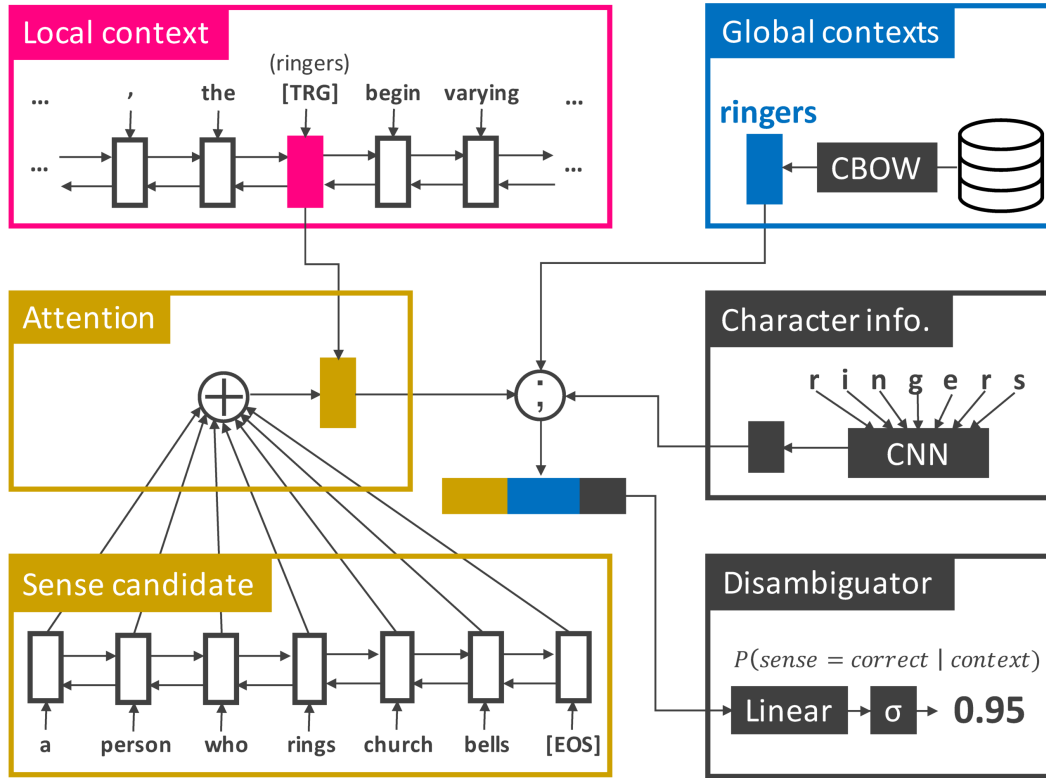 Local context
(ringers)
... , the [TRG] begin varying ...
... ...
Global contexts
ringers
CBOW
Attention
+
;
Character info.
r i n g e r s
CNN
Sense candidate
a person who rings church bells [EOS]
Disambiguator
P(sense = correct | context)
Linear σ 0.95